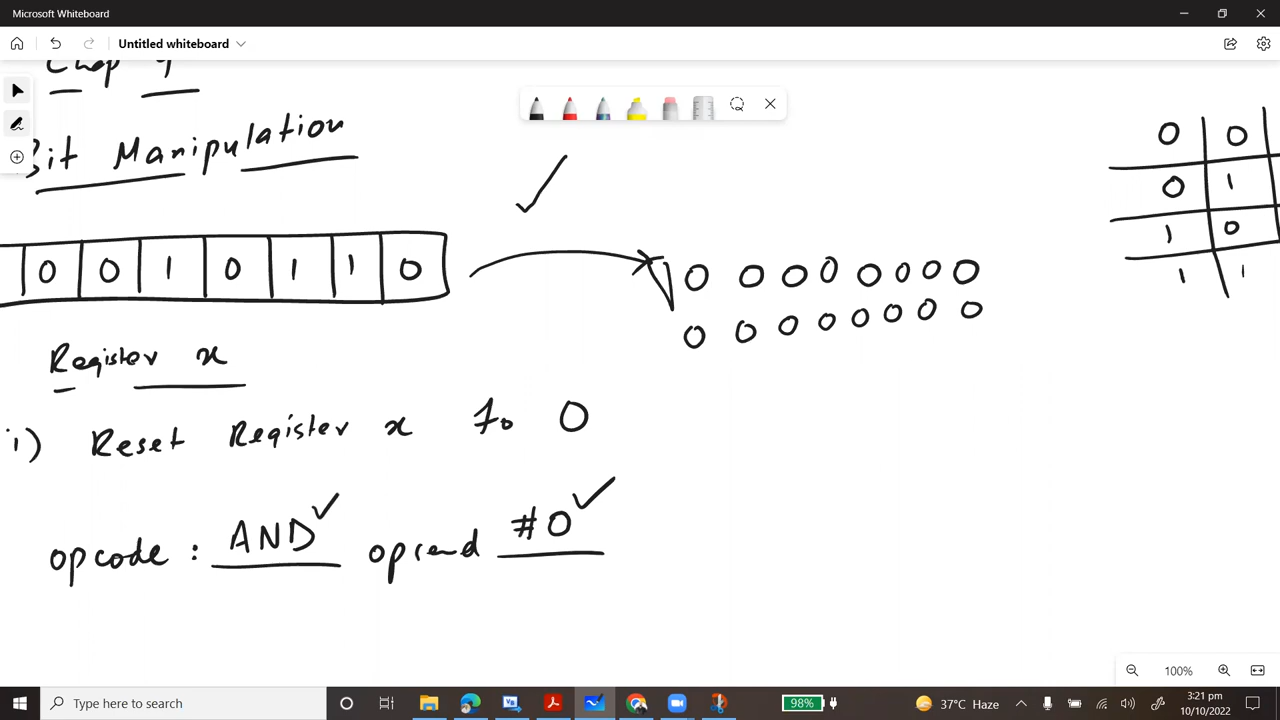 Microsoft Whiteboard
Untitled whiteboard
Chap 4
Bit Manipulation
0 0 1 0 1 1 0
0 0 0 0 0 0 0 0
0 0 0 0 0 0 0 0
0 0
0 1
1 0
1 1
Register x
i) Reset Register x to 0
opcode : AND operand #0
100%
Type here to search
98%
37°C Haze
3:21 pm
10/10/2022